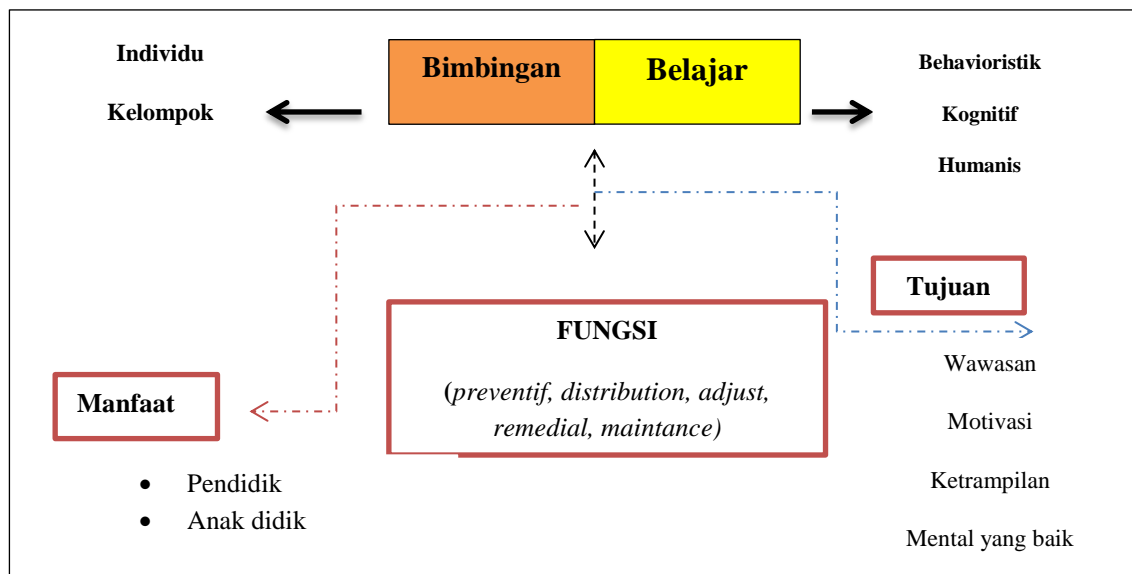 Individu
Kelompok
Bimbingan
Belajar
Behavioristik
Kognitif
Humanis
Tujuan
FUNGSI
(preventif, distribution, adjust,
remedial, maintance)
Wawasan
Motivasi
Ketrampilan
Mental yang baik
Manfaat
• Pendidik
• Anak didik